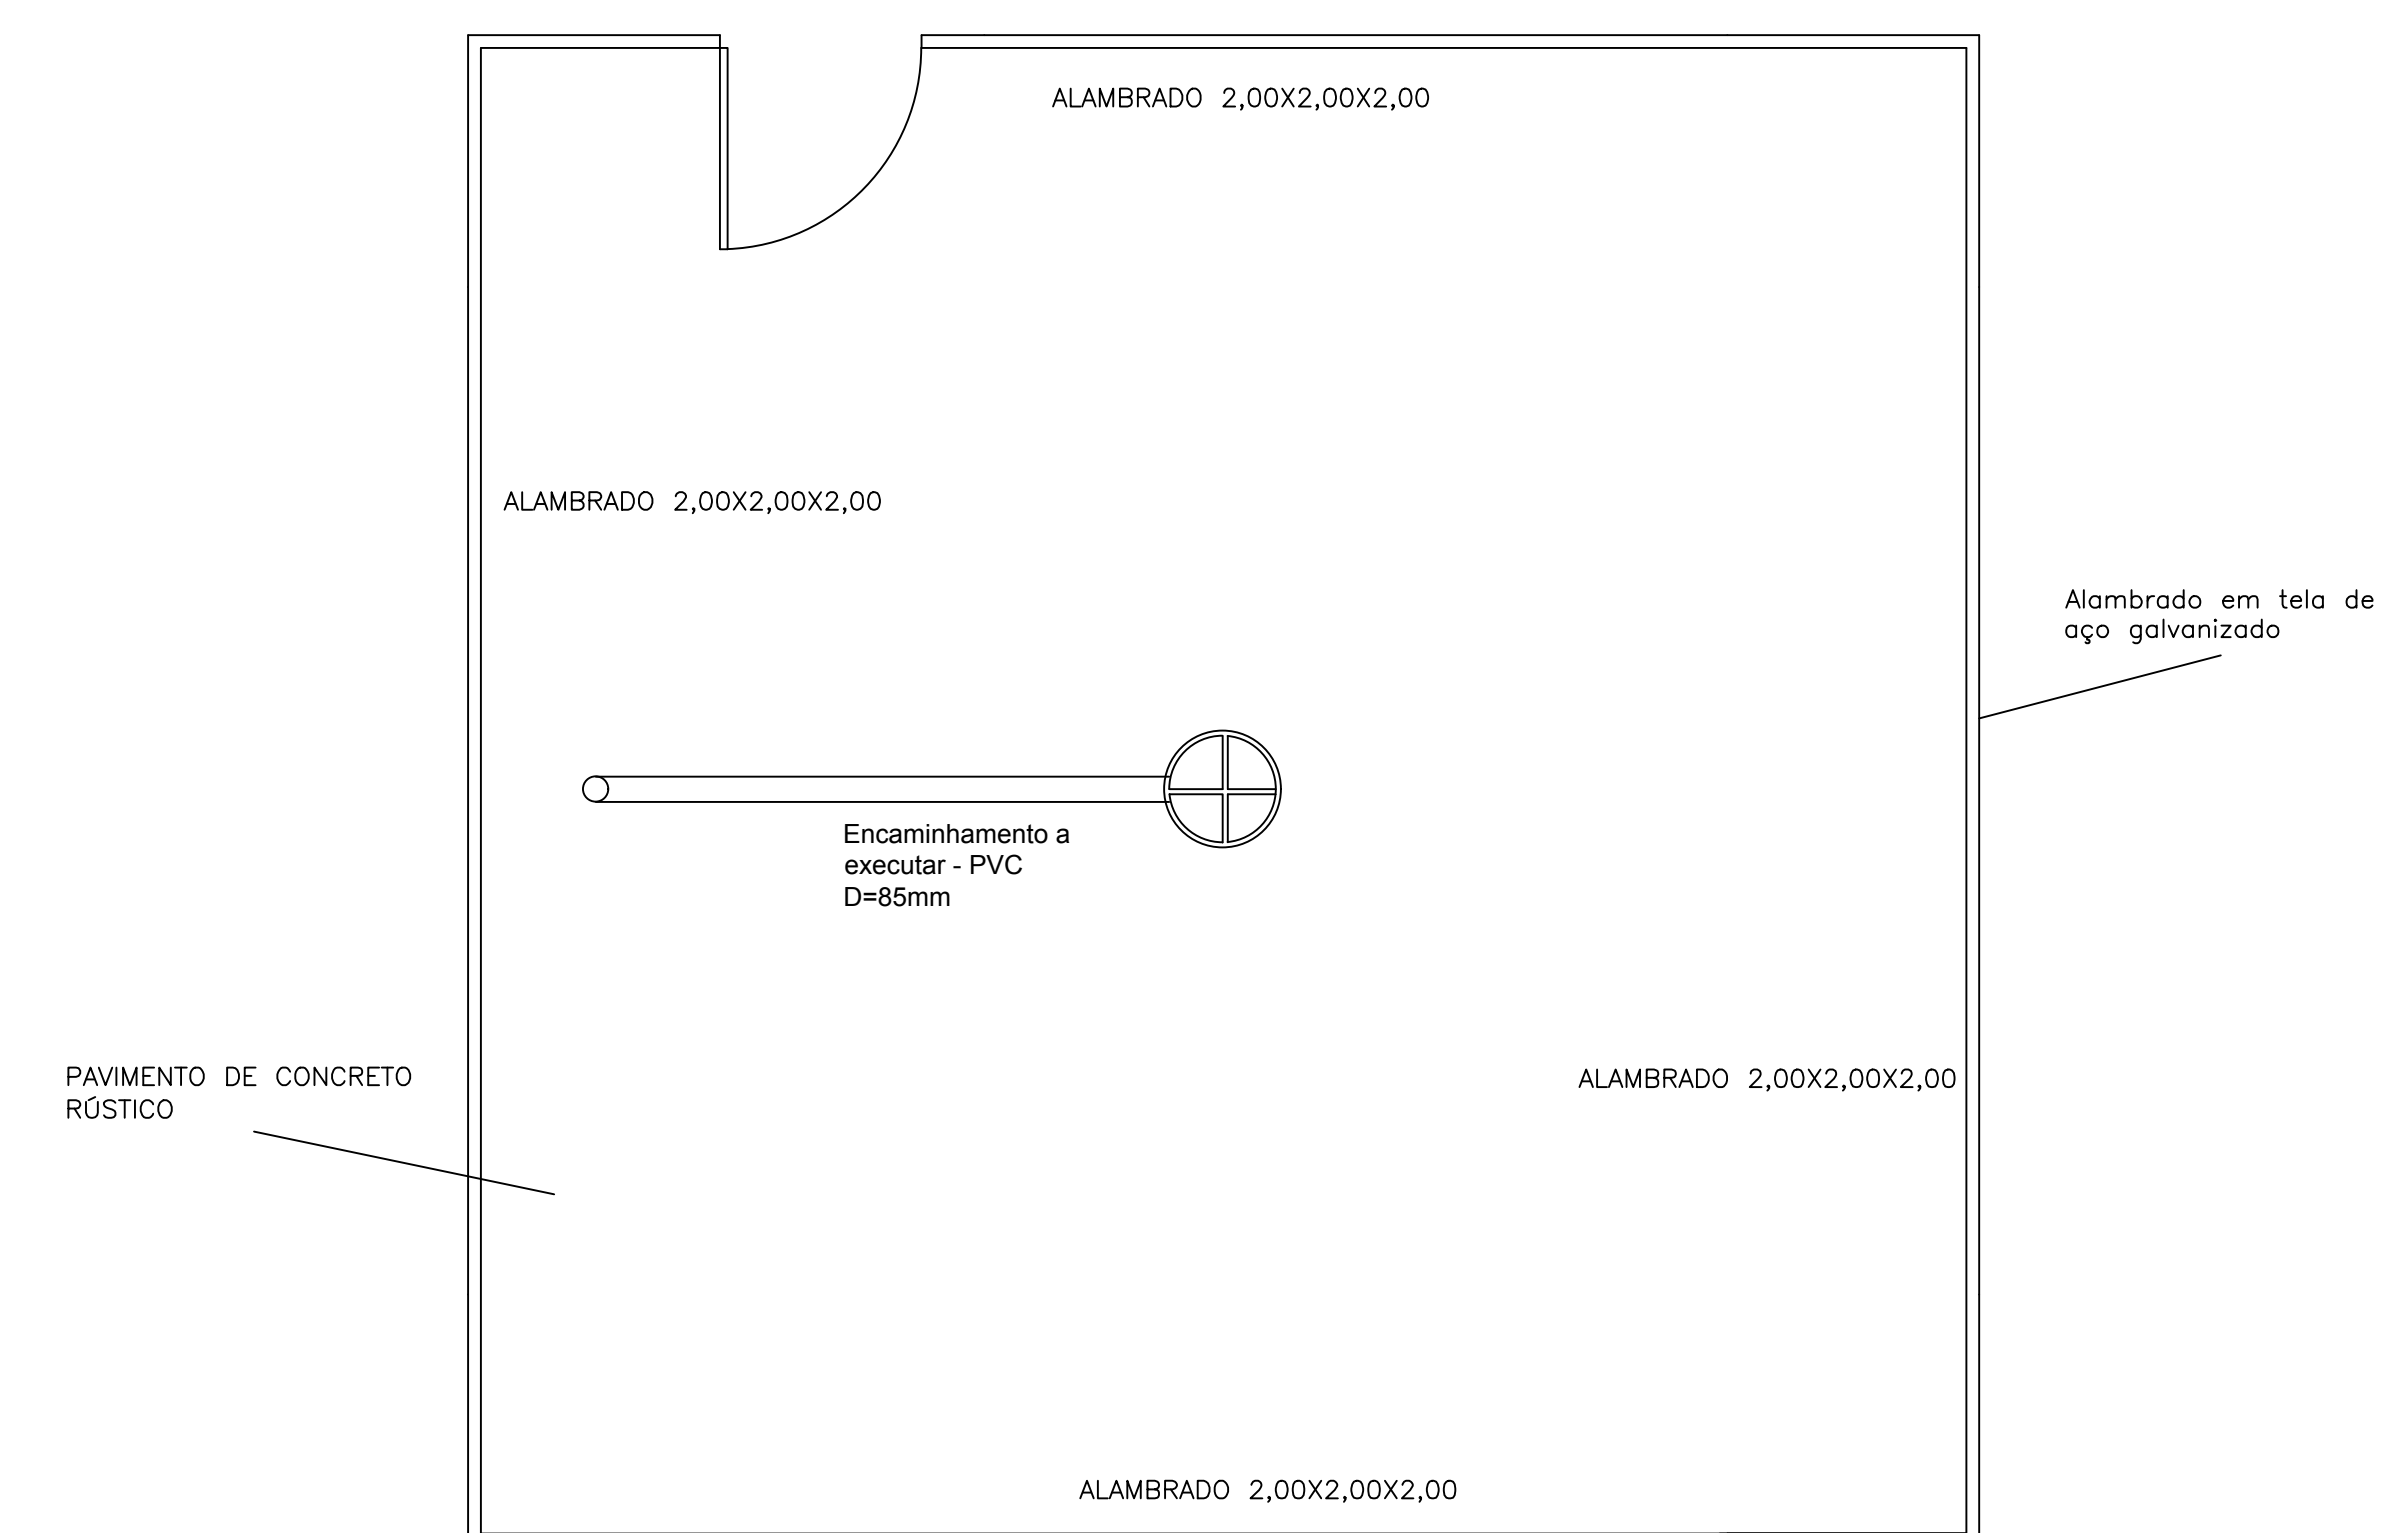 ALAMBRADO 2,00X2,00X2,00
ALAMBRADO 2,00X2,00X2,00
Alambrado em tela de
aço galvanizado
Encaminhamento a
executar - PVC
D=85mm
PAVIMENTO DE CONCRETO
RÚSTICO
ALAMBRADO 2,00X2,00X2,00
ALAMBRADO 2,00X2,00X2,00